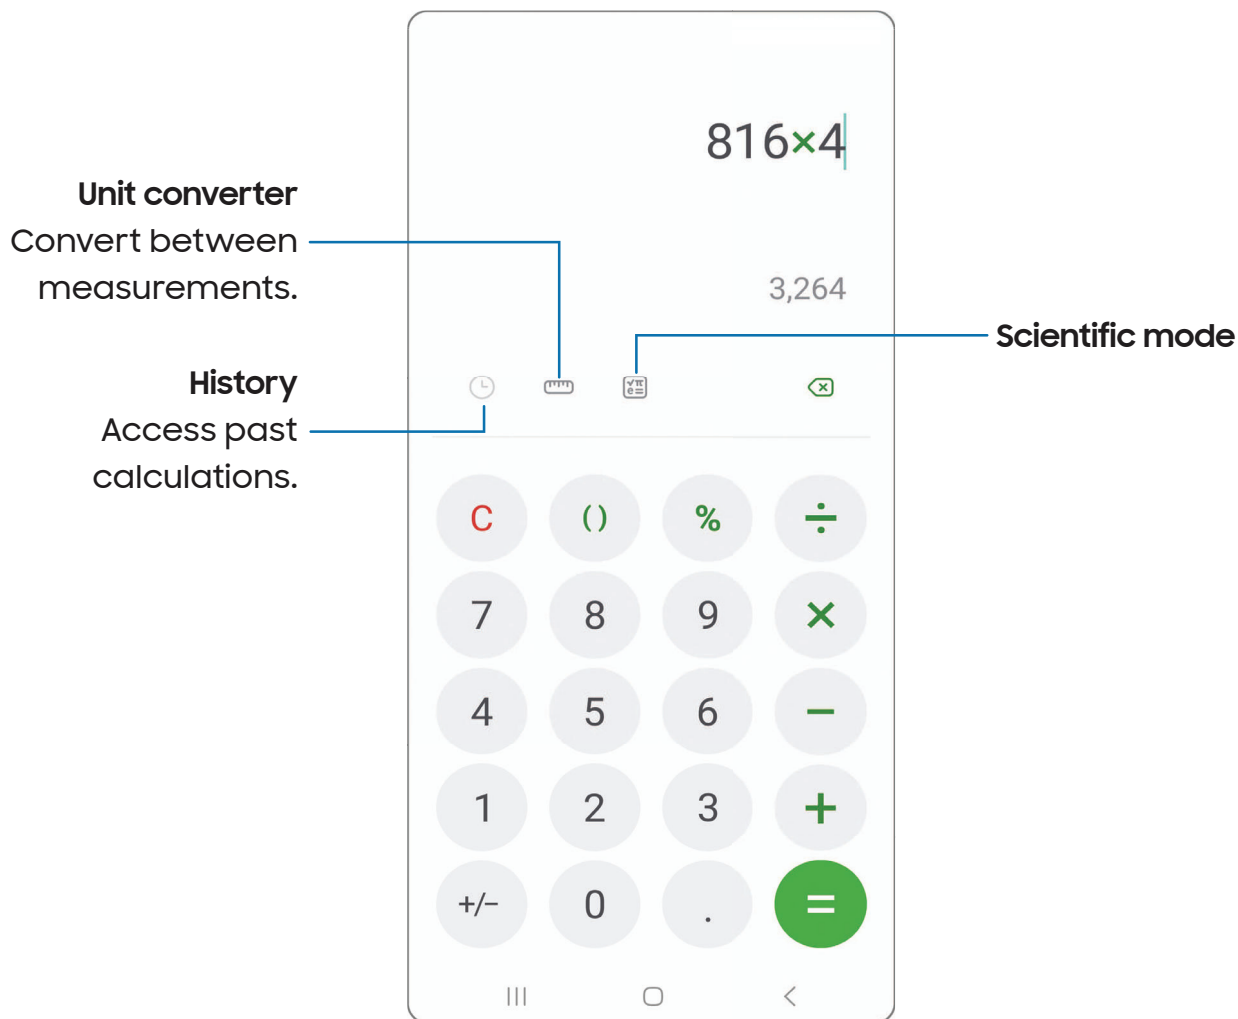 816×4
Unit converter
Convert between
measurements.
3,264
Scientific mode
History
Access past
calculations.
√π
e=
C () % ÷
7 8 9 ×
4 5 6 −
1 2 3 +
+/− 0 . =